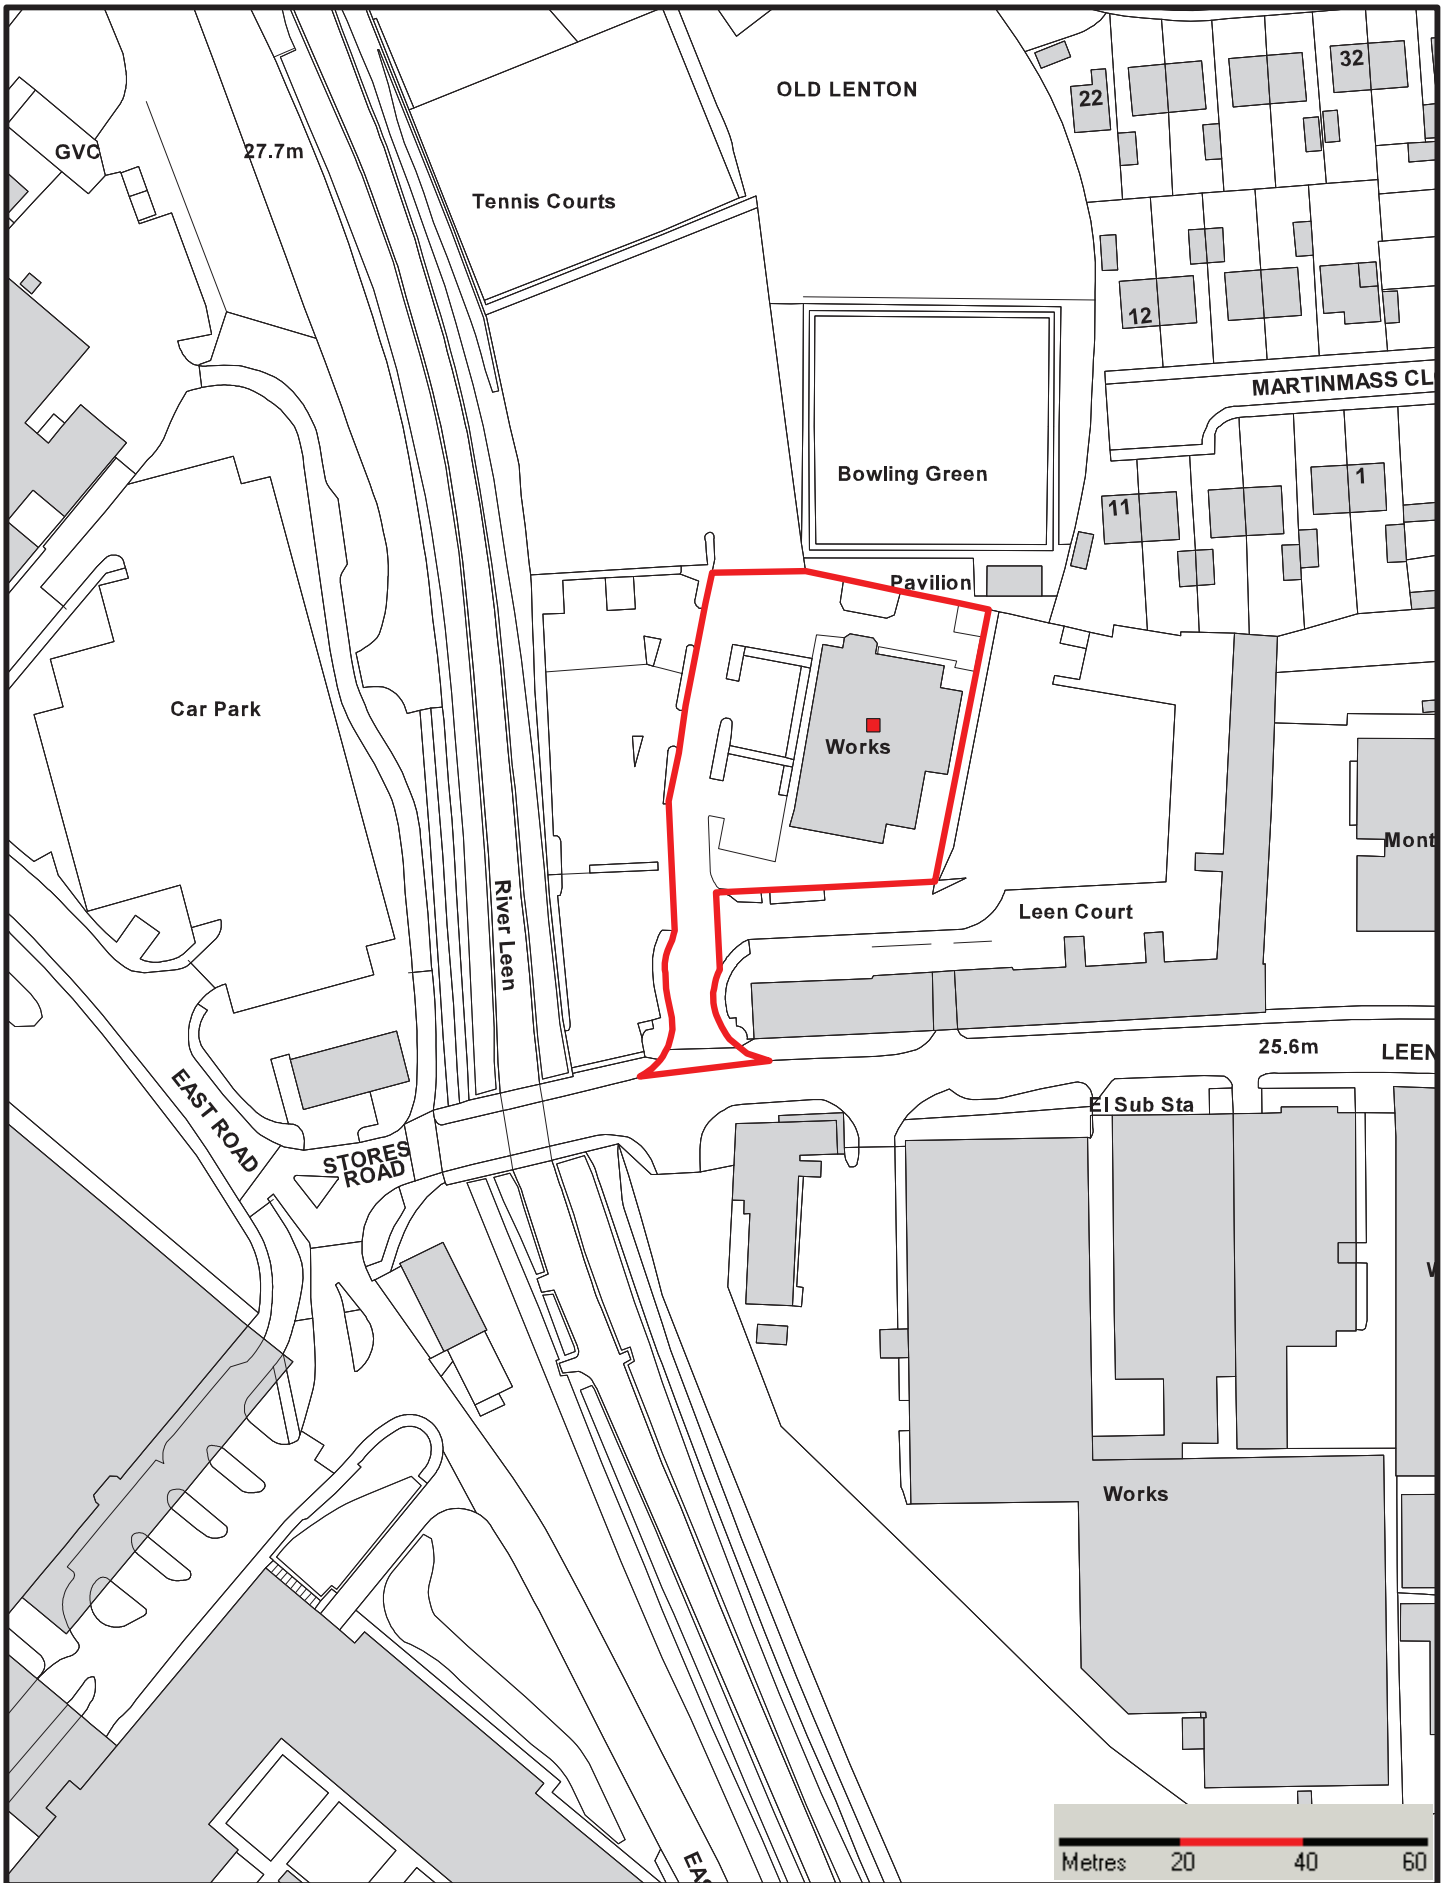 32
OLD LENTON
22
GVC
27.7m
Tennis Courts
12
MARTINMASS CL
Bowling Green
1
11
Pavilion
Car Park
Works
Mont
River Leen
Leen Court
25.6m
LEEN
EAST ROAD
El Sub Sta
STORES
ROAD
Works
EAS
Metres 20 40 60